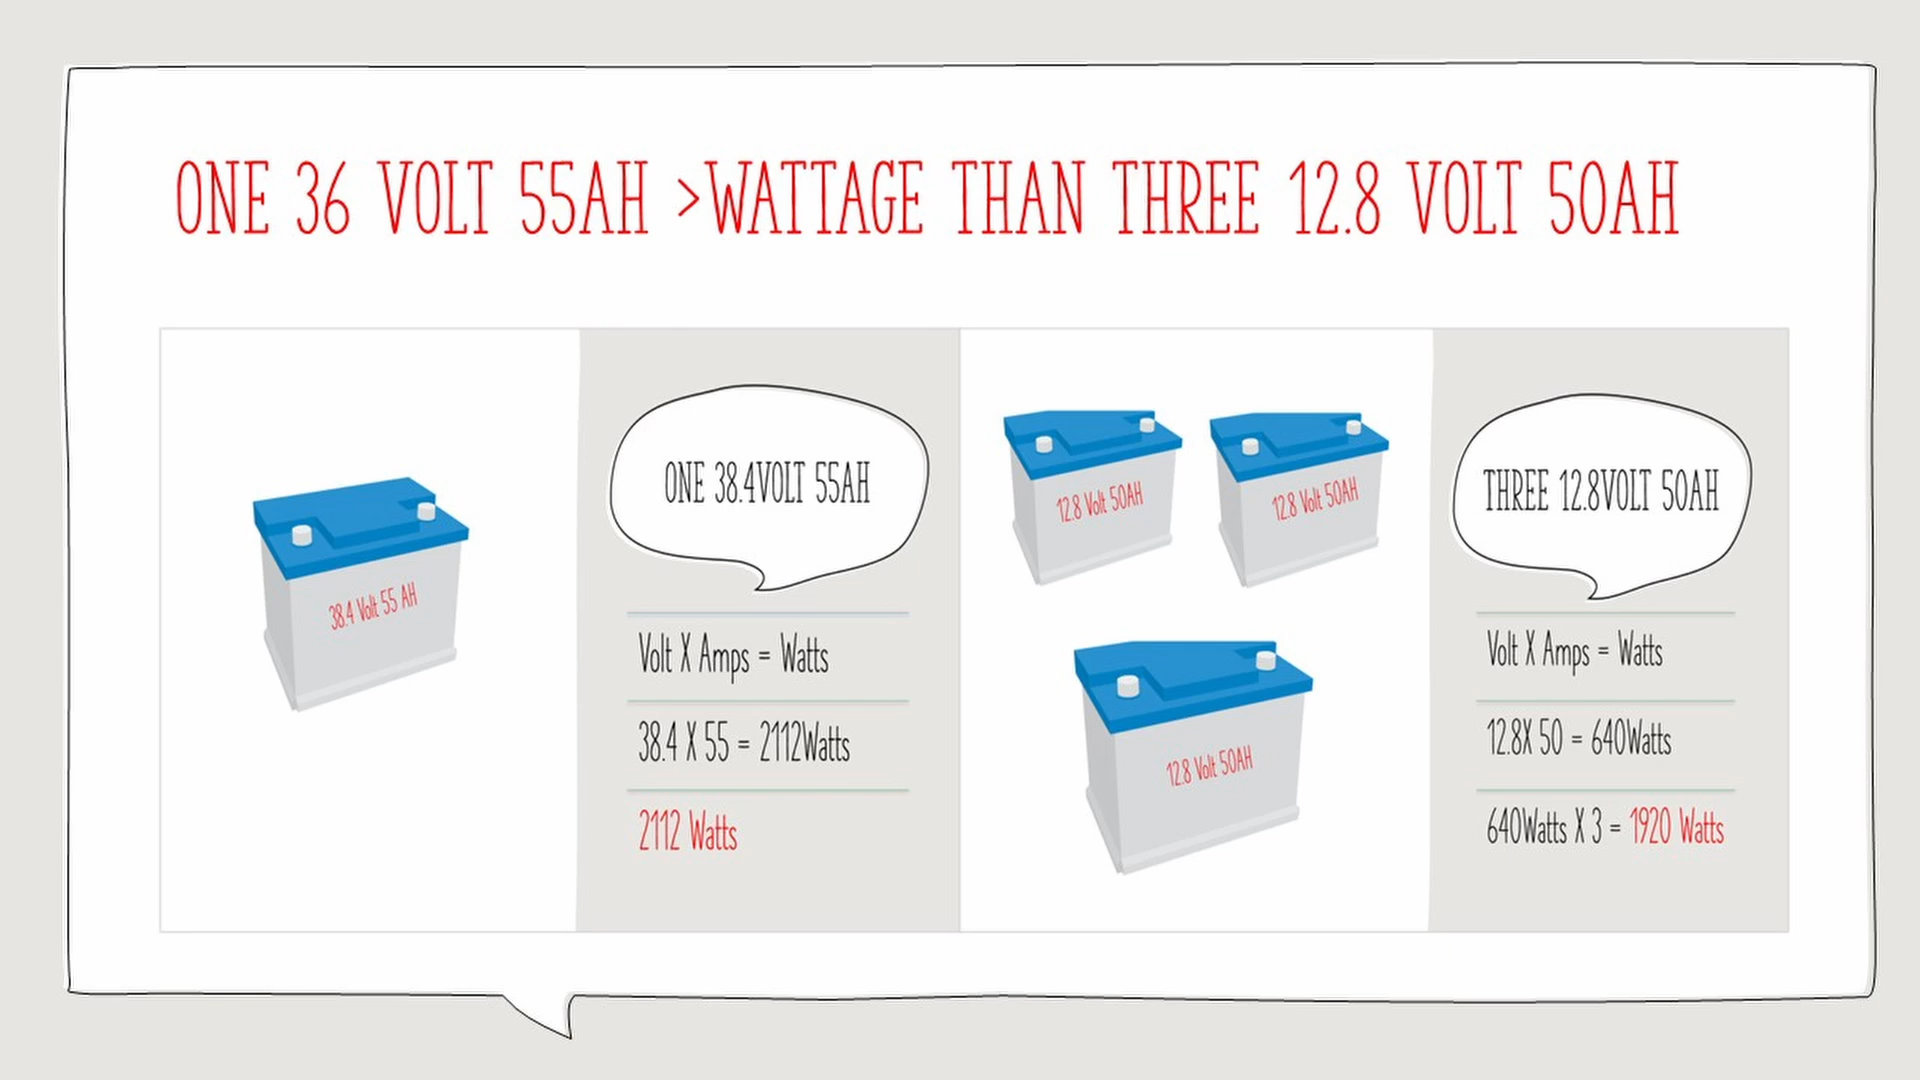 ONE 36 VOLT 55AH >WATTAGE THAN THREE 12.8 VOLT 50AH
38.4 Volt 55 AH
ONE 38.4VOLT 55AH
Volt X Amps = Watts
38.4 X 55 = 2112Watts
2112 Watts
12.8 Volt 50AH
12.8 Volt 50AH
12.8 Volt 50AH
THREE 12.8VOLT 50AH
Volt X Amps = Watts
12.8X 50 = 640Watts
640Watts X 3 = 1920 Watts